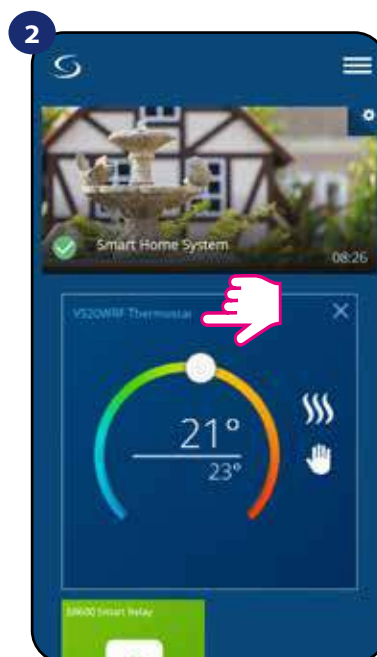 2
Smart Home System
08:26
VS20WRF Thermostat
21°
23°
SR600 Smart Relay